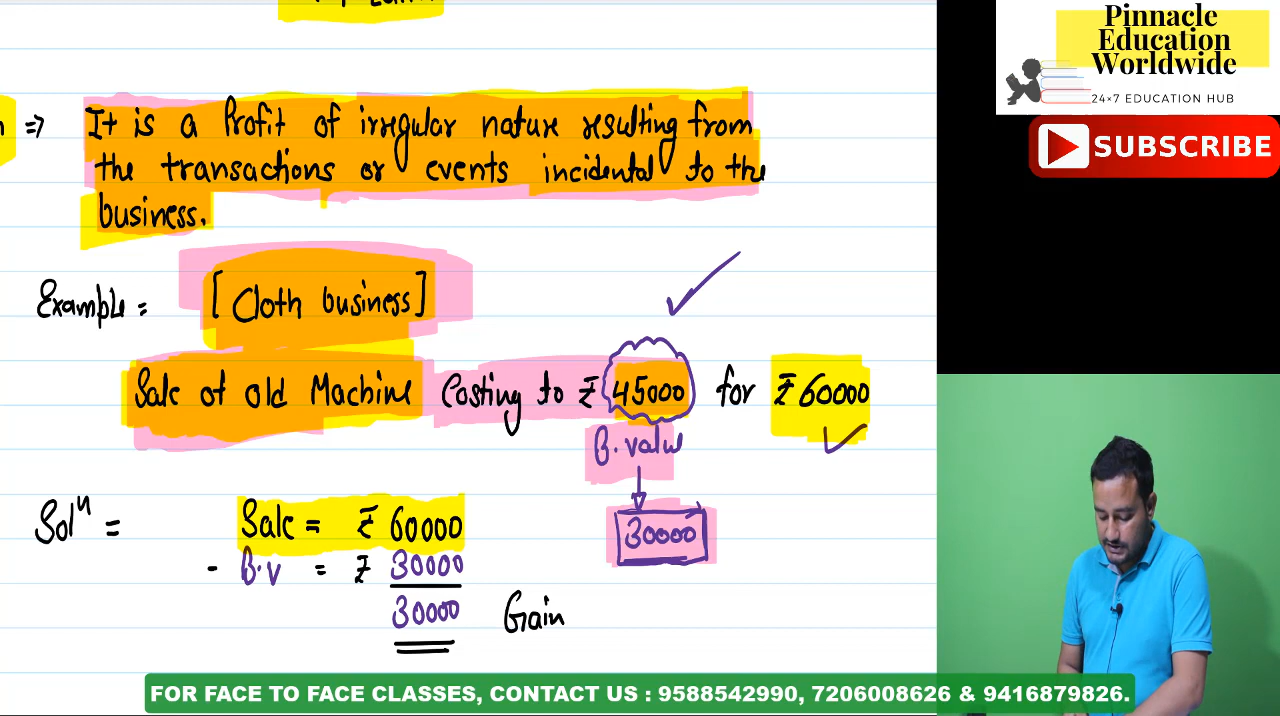 n => It is a Profit of irregular nature resulting from
the transactions or events incidental to the
business.
Example = [Cloth business]
Sale of old Machine Costing to ₹ 45000 for ₹ 60000
B. value
30000
Solⁿ = Sale = ₹ 60000
- B.V = ₹ 30000
30000 Gain
Pinnacle
Education
Worldwide
24×7 EDUCATION HUB
SUBSCRIBE
FOR FACE TO FACE CLASSES, CONTACT US : 9588542990, 7206008626 & 9416879826.